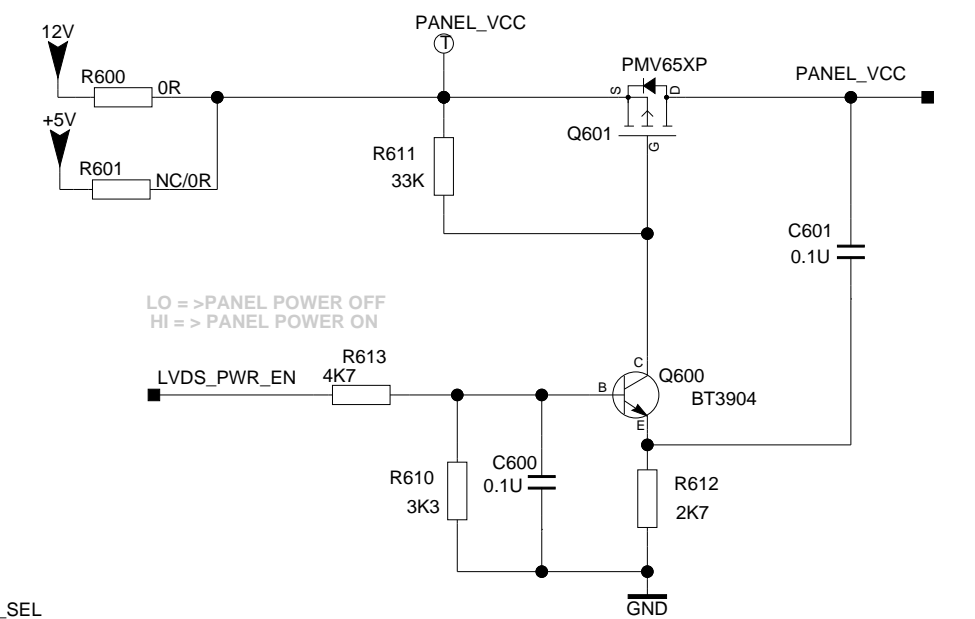 PANEL_VCC
12V
T
R600
0R
PMV65XP
PANEL_VCC
S
D
+5V
Q601
G
R601
NC/0R
R611
33K
C601
0.1U
LO = >PANEL POWER OFF
HI = > PANEL POWER ON
R613
4K7
LVDS_PWR_EN
C
Q600
B
BT3904
E
R610
3K3
C600
0.1U
R612
2K7
GND
_SEL